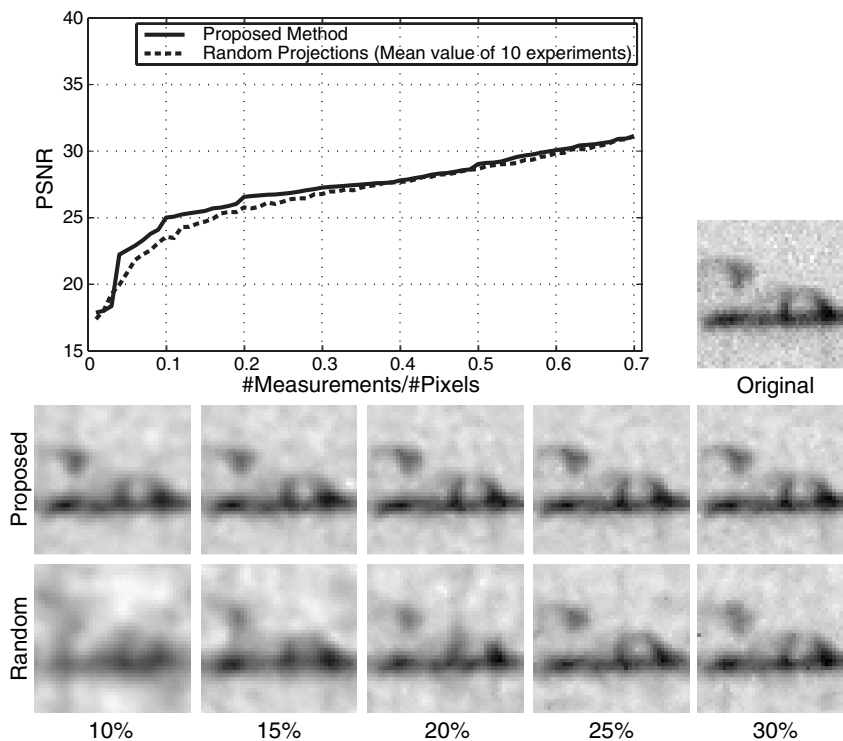 40
35
30
25
20
15
PSNR
Proposed Method
Random Projections (Mean value of 10 experiments)
0 0.1 0.2 0.3 0.4 0.5 0.6 0.7
#Measurements/#Pixels
Original
Proposed
Random
10% 15% 20% 25% 30%